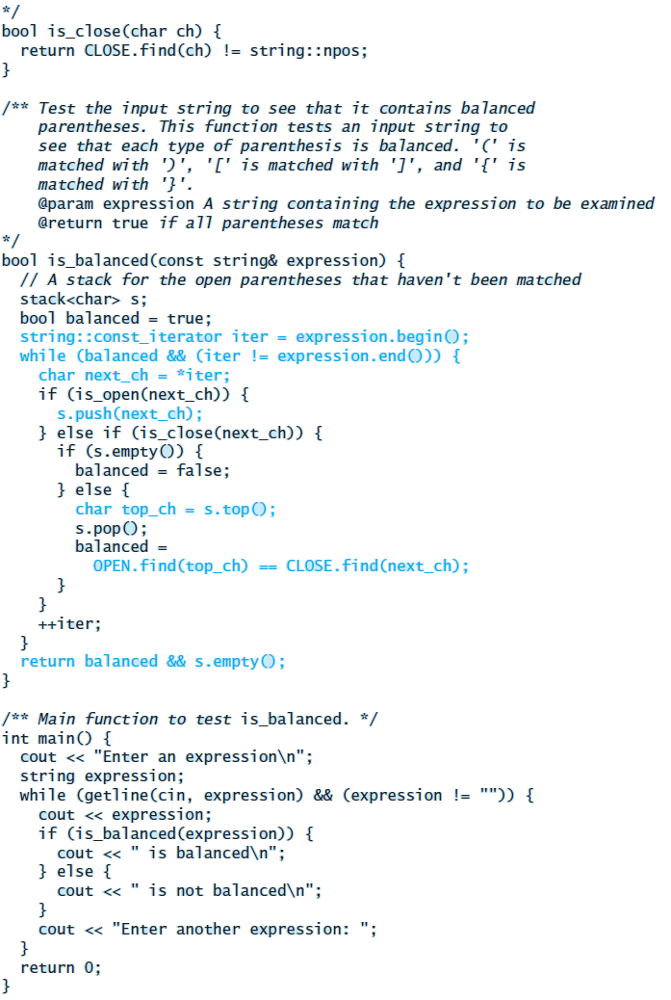 */
bool is_close(char ch) {
  return CLOSE.find(ch) != string::npos;
}

/** Test the input string to see that it contains balanced
    parentheses. This function tests an input string to
    see that each type of parenthesis is balanced. '(' is
    matched with ')', '[' is matched with ']', and '{' is
    matched with '}'.
    @param expression A string containing the expression to be examined
    @return true if all parentheses match
*/
bool is_balanced(const string& expression) {
  // A stack for the open parentheses that haven't been matched
  stack<char> s;
  bool balanced = true;
  string::const_iterator iter = expression.begin();
  while (balanced && (iter != expression.end())) {
    char next_ch = *iter;
    if (is_open(next_ch)) {
      s.push(next_ch);
    } else if (is_close(next_ch)) {
      if (s.empty()) {
        balanced = false;
      } else {
        char top_ch = s.top();
        s.pop();
        balanced =
          OPEN.find(top_ch) == CLOSE.find(next_ch);
      }
    }
    ++iter;
  }
  return balanced && s.empty();
}

/** Main function to test is_balanced. */
int main() {
  cout << "Enter an expression\n";
  string expression;
  while (getline(cin, expression) && (expression != "")) {
    cout << expression;
    if (is_balanced(expression)) {
      cout << " is balanced\n";
    } else {
      cout << " is not balanced\n";
    }
    cout << "Enter another expression: ";
  }
  return 0;
}